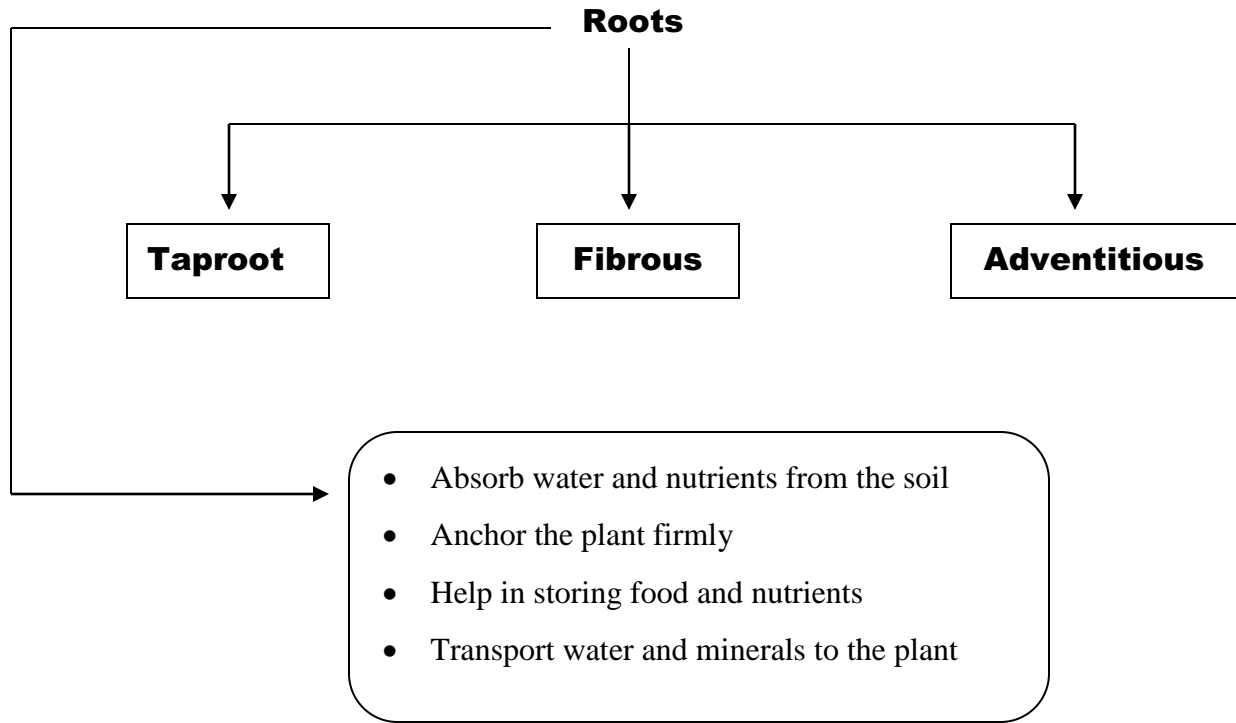 Roots
Taproot
Fibrous
Adventitious
• Absorb water and nutrients from the soil
• Anchor the plant firmly
• Help in storing food and nutrients
• Transport water and minerals to the plant